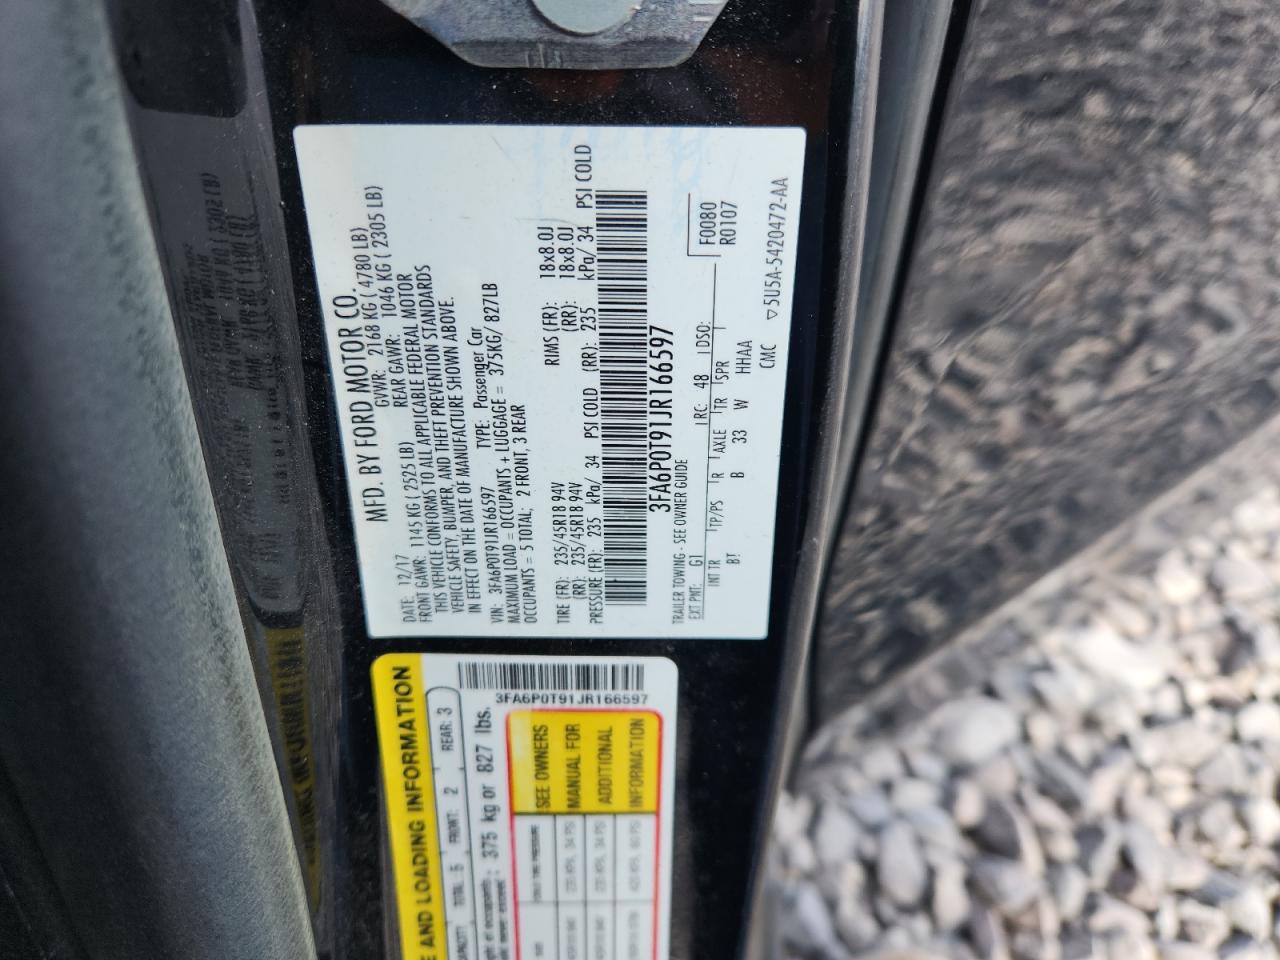 MFD. BY FORD MOTOR CO.
DATE: 12/17 GVWR: 2168 KG ( 4780 LB)
FRONT GAWR: 1145 KG ( 2525 LB) REAR GAWR: 1046 KG ( 2305 LB)
THIS VEHICLE CONFORMS TO ALL APPLICABLE FEDERAL MOTOR
VEHICLE SAFETY, BUMPER, AND THEFT PREVENTION STANDARDS
IN EFFECT ON THE DATE OF MANUFACTURE SHOWN ABOVE.
VIN: 3FA6P0T91JR166597 TYPE: Passenger Car
MAXIMUM LOAD = OCCUPANTS + LUGGAGE = 375KG/ 827LB
OCCUPANTS = 5 TOTAL; 2 FRONT, 3 REAR
RIMS (FR): 18x8.0J
TIRE (FR): 235/45R18 94V (RR): 18x8.0J
(RR): 235/45R18 94V
PRESSURE (FR): 235 kPa/ 34 PSI COLD (RR): 235 kPa/ 34 PSI COLD
3FA6P0T91JR166597
TRAILER TOWING - SEE OWNER GUIDE
F0080
R0107
EXT PNT: G1 RC: 48 DSO:
INT TR TP/PS R AXLE TR SPR
BT B 33 W HHAA
CMC ▽5U5A-5420472-AA
E AND LOADING INFORMATION
TOTAL: 5 FRONT: 2 REAR: 3
375 kg or 827 lbs.
3FA6P0T91JR166597
SEE OWNERS
MANUAL FOR
ADDITIONAL
INFORMATION